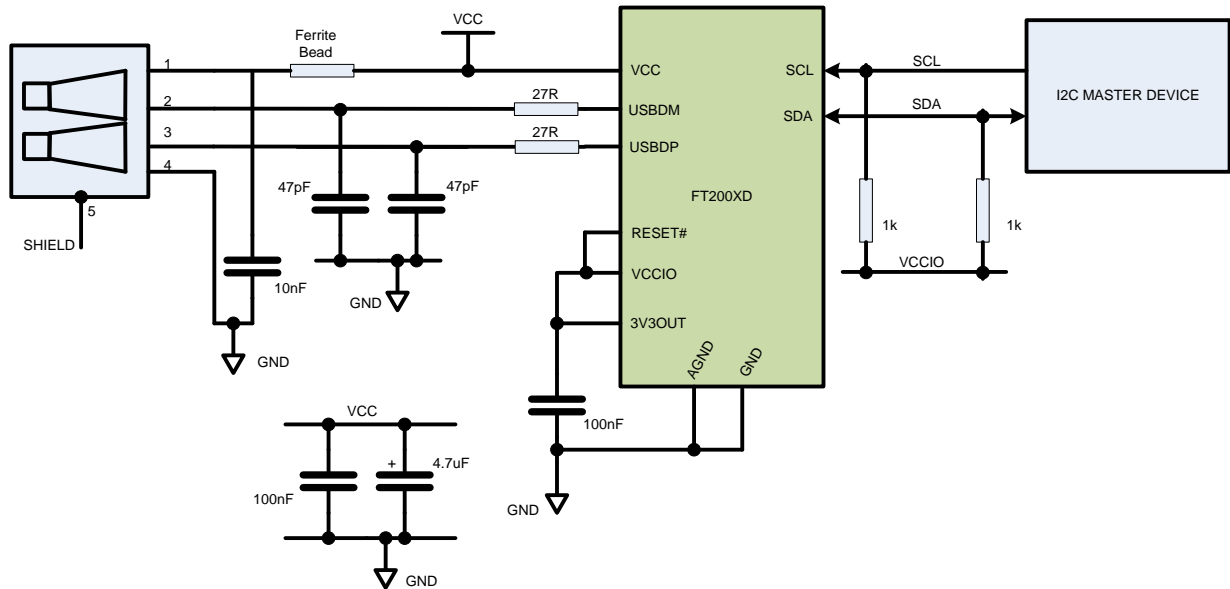 VCC
Ferrite
Bead
1
VCC
SCL
SCL
I2C MASTER DEVICE
2
27R
USBDM
SDA
SDA
3
27R
USBDP
4
47pF
47pF
FT200XD
5
1k
1k
SHIELD
RESET#
10nF
VCCIO
VCCIO
GND
3V3OUT
GND
AGND
GND
VCC
100nF
4.7uF
+
100nF
GND
GND